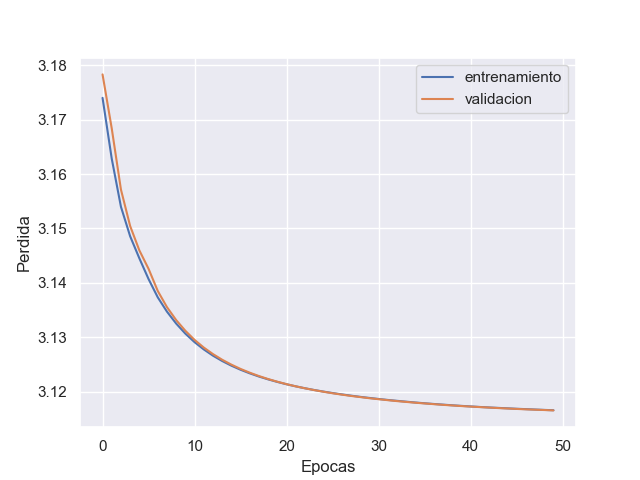 3.18
3.17
3.16
3.15
3.14
3.13
3.12
Perdida
entrenamiento
validacion
0 10 20 30 40 50
Epocas